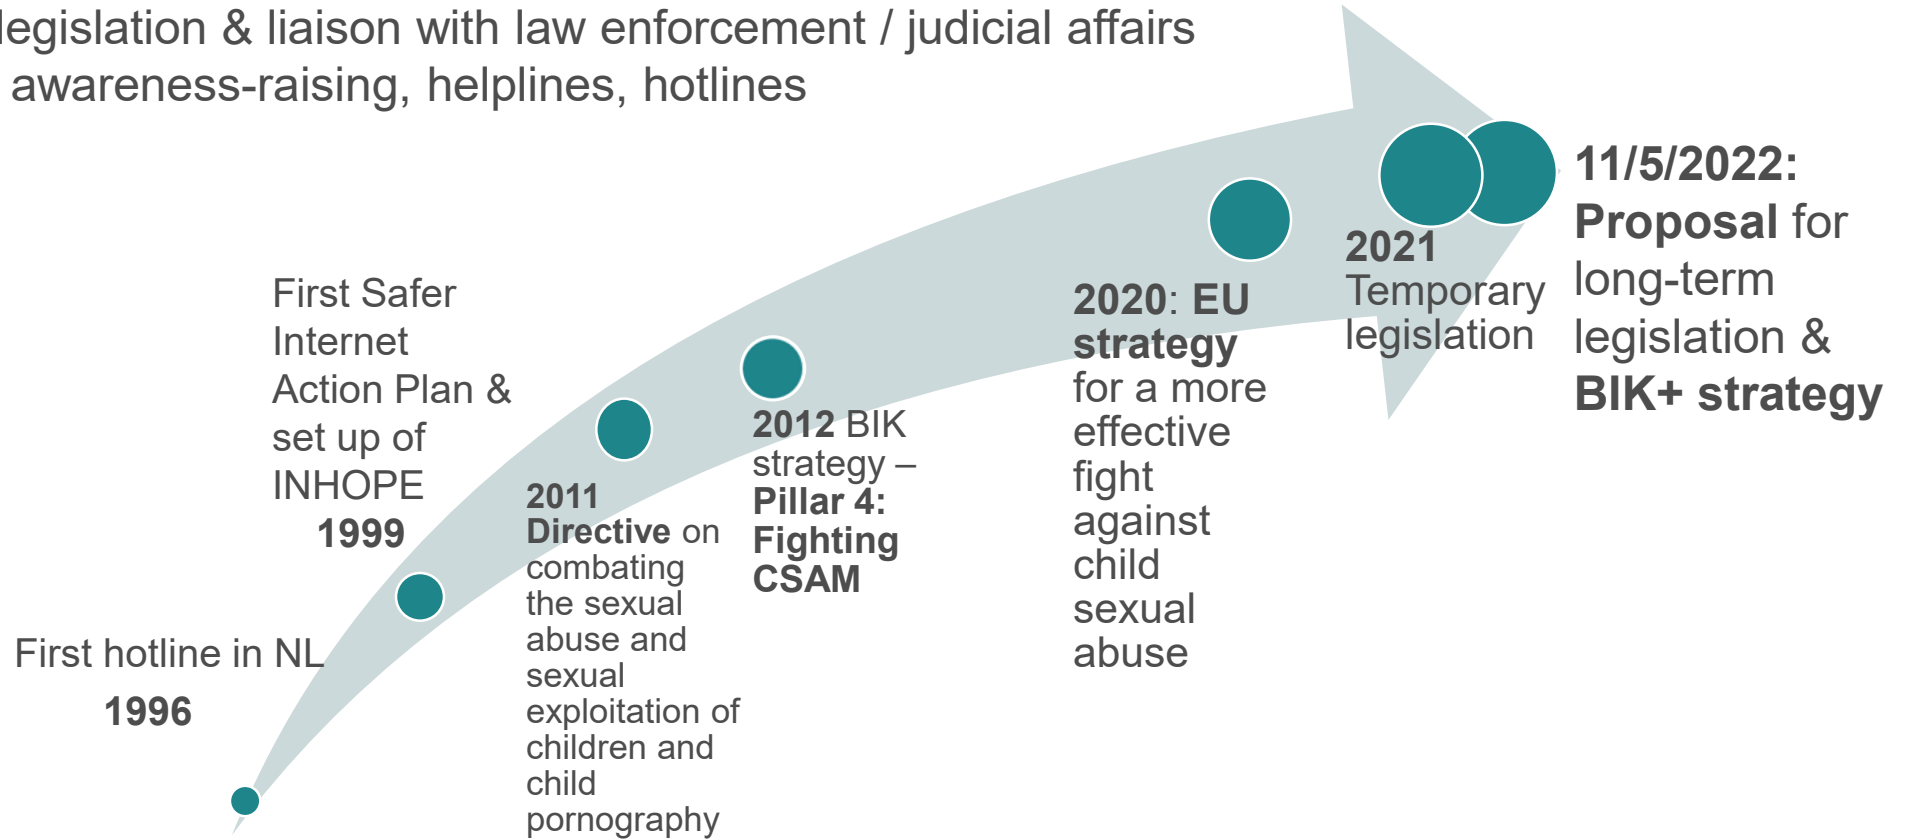 legislation & liaison with law enforcement / judicial affairs
awareness-raising, helplines, hotlines
First hotline in NL
1996
First Safer
Internet
Action Plan &
set up of
INHOPE
1999
2011
Directive on
combating
the sexual
abuse and
sexual
exploitation of
children and
child
pornography
2012 BIK
strategy –
Pillar 4:
Fighting
CSAM
2020: EU
strategy
for a more
effective
fight
against
child
sexual
abuse
2021
Temporary
legislation
11/5/2022:
Proposal for
long-term
legislation &
BIK+ strategy